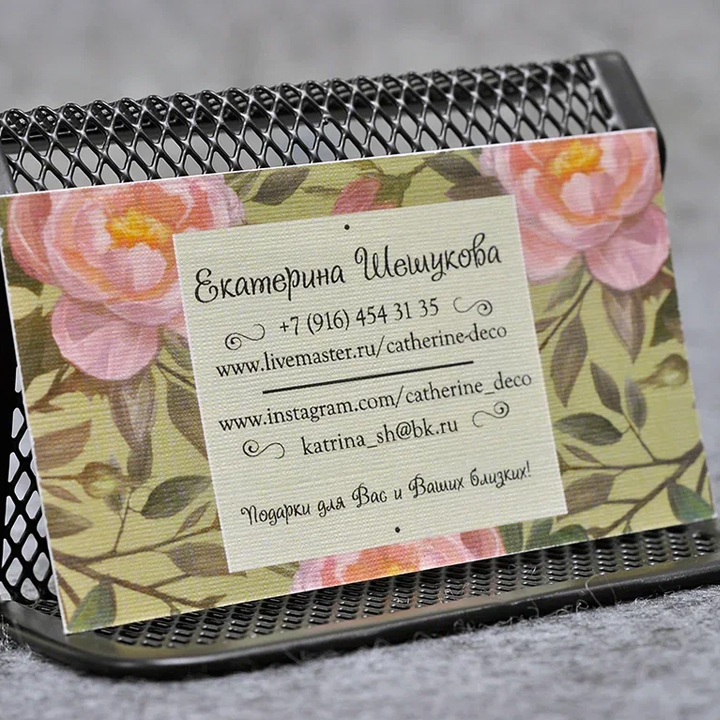 Екатерина Шешукова
+7 (916) 454 31 35
www.livemaster.ru/catherine-deco
www.instagram.com/catherine_deco
katrina_sh@bk.ru
Подарки для Вас и Ваших близких!